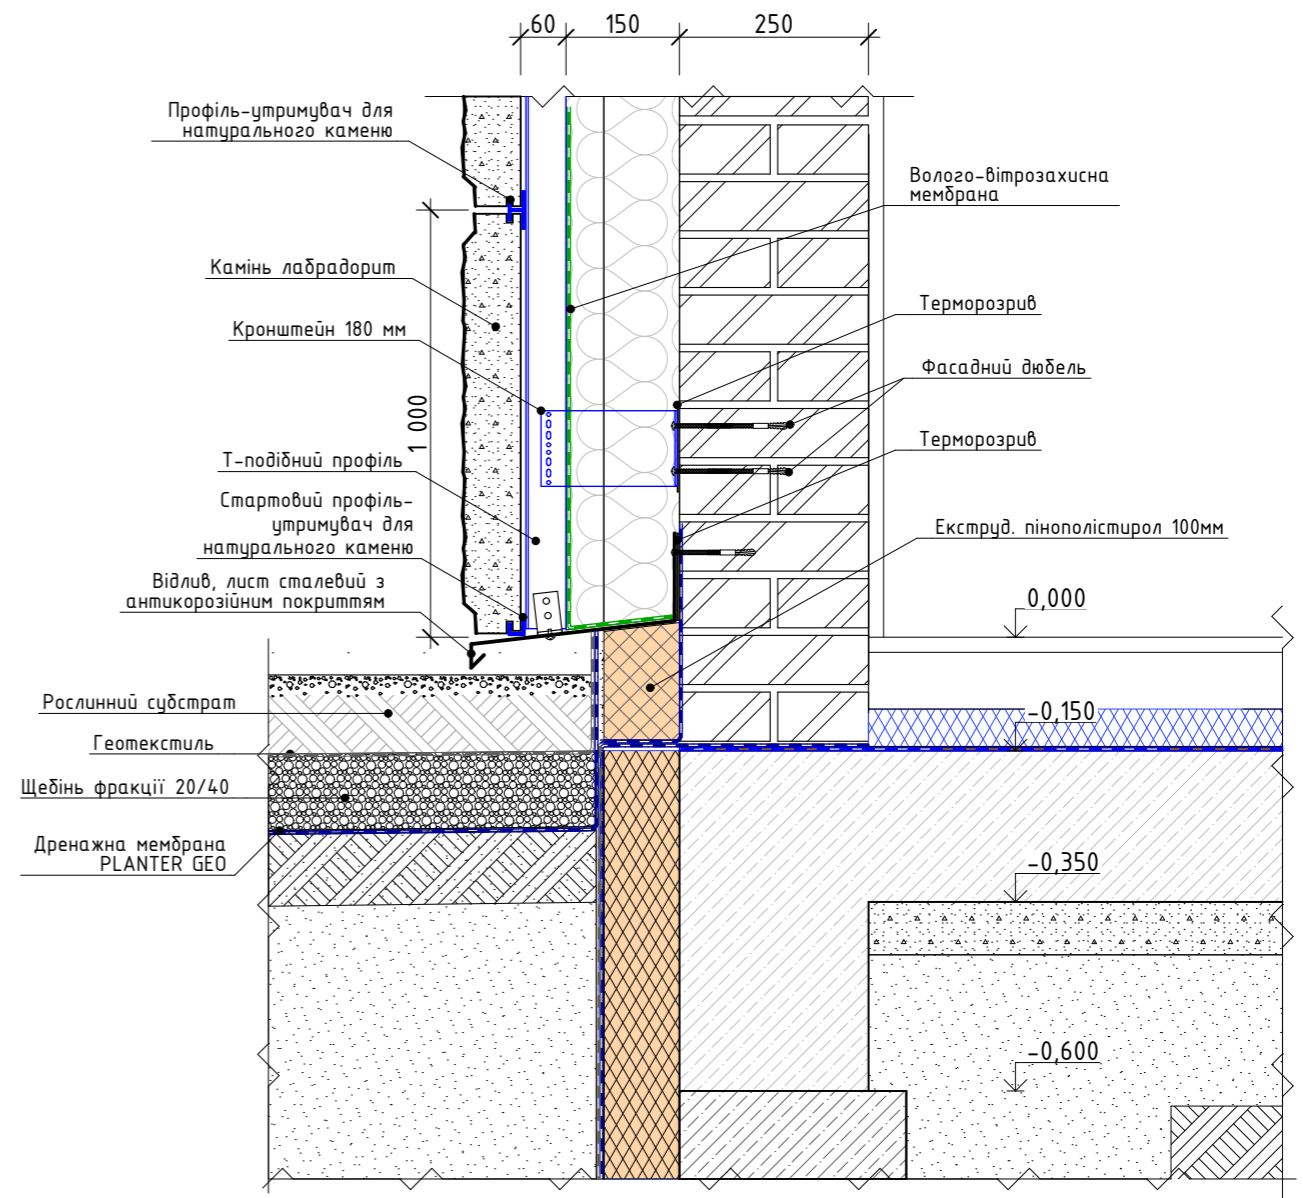 60
150
250
Профіль-утримувач для
натурального каменю
Волого-вітрозахисна
мембрана
Камінь лабрадорит
Терморозрив
Кронштейн 180 мм
Фасадний дюбель
1 000
Терморозрив
Т-подібний профіль
Стартовий профіль-
утримувач для
натурального каменю
Екструд. пінополістирол 100мм
Відлив, лист сталевий з
антикорозійним покриттям
0,000
Рослинний субстрат
-0,150
Геотекстиль
Щебінь фракції 20/40
Дренажна мембрана
PLANTER GEO
-0,350
-0,600